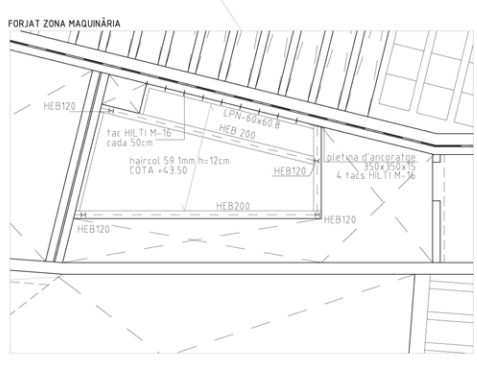 FORJAT ZONA MAQUINÀRIA
HEB120
LPN-60x60.8
HEB 200
tac HILTI M-16
cada 50cm
haircol 59 1mm h=12cm
COTA +43.50
HEB120
pletina d'ancoratge
350x350x15
4 tacs HILTI M-16
HEB200
HEB120
HEB120